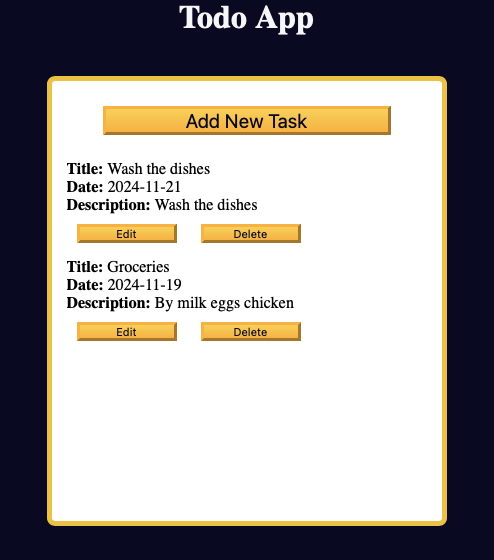 Todo App
Add New Task
Title: Wash the dishes
Date: 2024-11-21
Description: Wash the dishes
Edit Delete
Title: Groceries
Date: 2024-11-19
Description: By milk eggs chicken
Edit Delete